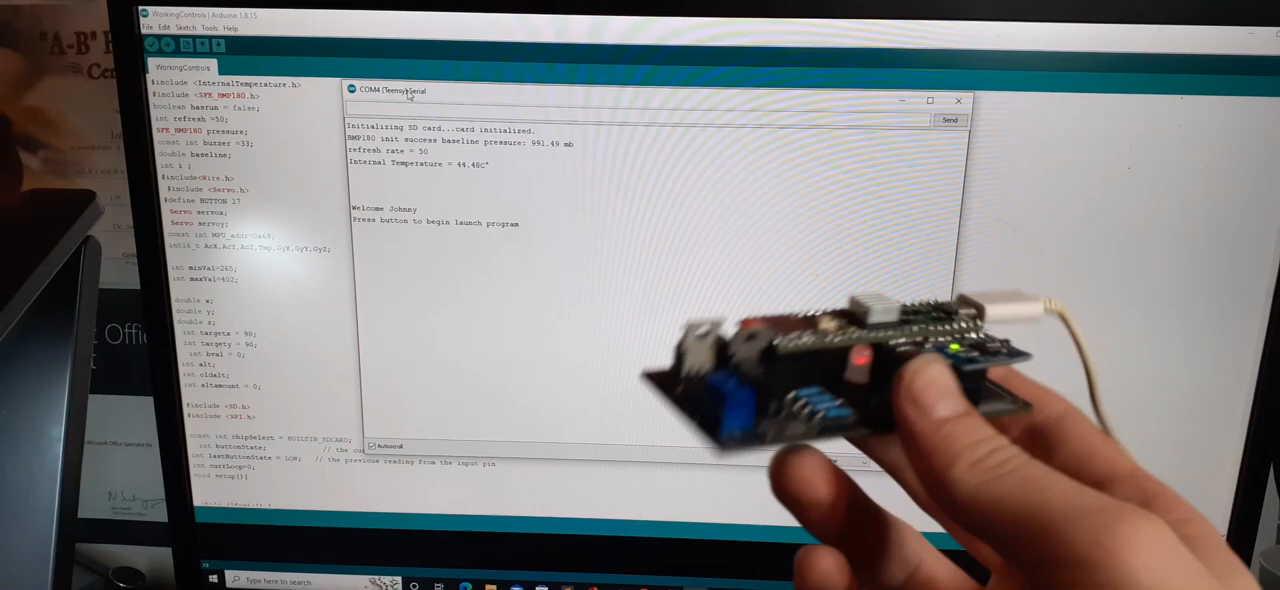 WorkingControls | Arduino 1.8.15
File Edit Sketch Tools Help
WorkingControls
#include <InternalTemperature.h>
#include <SFE_BMP180.h>
boolean hasrun = false;
int refresh =50;
SFE_BMP180 pressure;
const int buzzer =33;
double baseline;
int i ;
#include<Wire.h>
#include <Servo.h>
#define BUTTON 17
Servo servox;
Servo servoy;
const int MPU_addr=0x68;
int16_t AcX,AcY,AcZ,Tmp,GyX,GyY,GyZ;
int minVal=265;
int maxVal=402;
double x;
double y;
double z;
int targetx = 90;
int targety = 90;
int bval = 0;
int alt;
int oldalt;
int altamount = 0;
#include <SD.h>
#include <SPI.h>
const int chipSelect = BUILTIN_SDCARD;
int buttonState; // the cu
int lastButtonState = LOW; // the previous reading from the input pin
int currLoop=0;
void setup(){
COM4 (Teensy) Serial
Send
Initializing SD card...card initialized.
BMP180 init success baseline pressure: 991.49 mb
refresh rate = 50
Internal Temperature = 44.48C°
Welcome Johnny
Press button to begin launch program
Autoscroll
Type here to search
"A-B"
Offi
Microsoft Office Specialist for